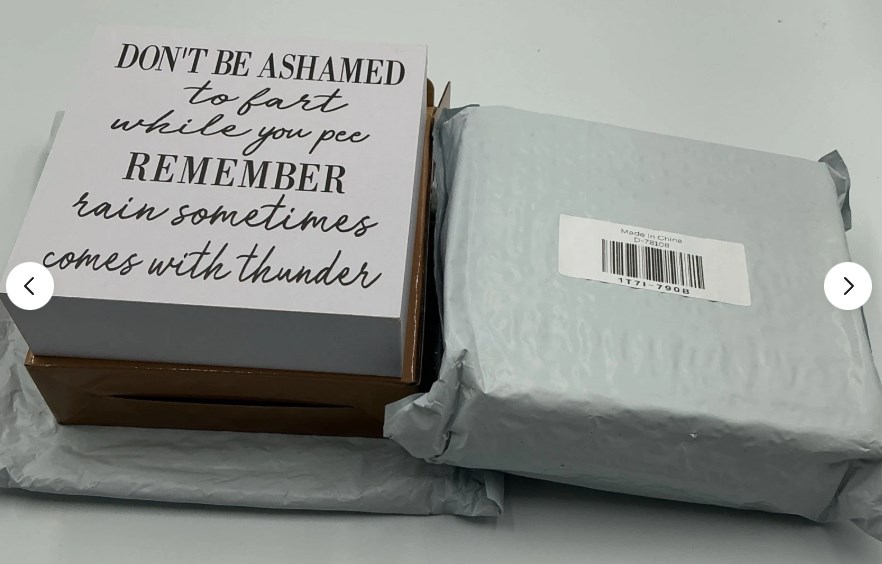 DON'T BE ASHAMED
to fart
while you pee
REMEMBER
rain sometimes
comes with thunder
Made in China
D-78108
1T7I-790B